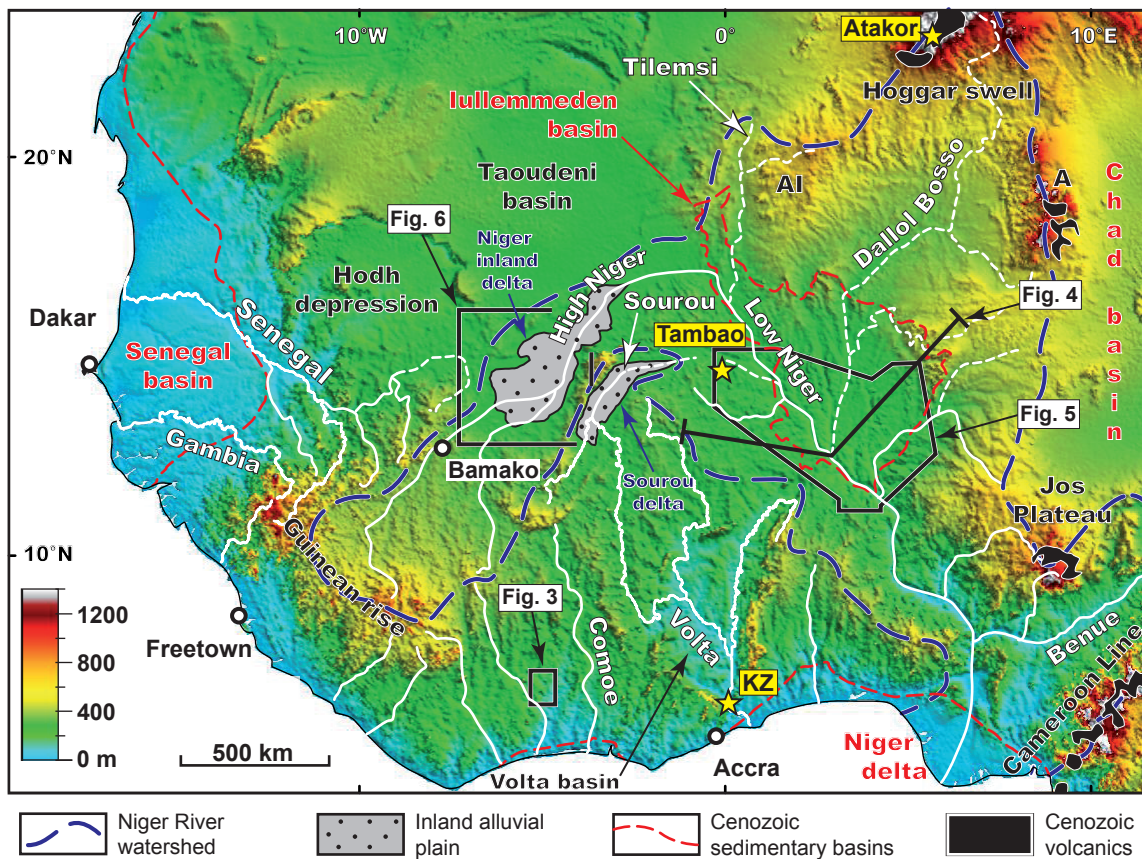 10°W
0°
10°E
Atakor
Tilemsi
Hoggar swell
Iullemmeden
basin
20°N
Taoudeni
basin
AI
A
Dallol Bosso
Chad basin
Fig. 6
Niger
inland
delta
High Niger
Hodh
depression
Sourou
Fig. 4
Dakar
Senegal
Tambao
Low Niger
Senegal
basin
Fig. 5
Gambia
Bamako
Sourou
delta
Jos
Plateau
10°N
Guinean rise
Fig. 3
1200
800
400
0 m
Freetown
Comoe
Volta
Benue
KZ
Cameroon Line
500 km
Volta basin
Accra
Niger
delta
Niger River
watershed
Inland alluvial
plain
Cenozoic
sedimentary basins
Cenozoic
volcanics